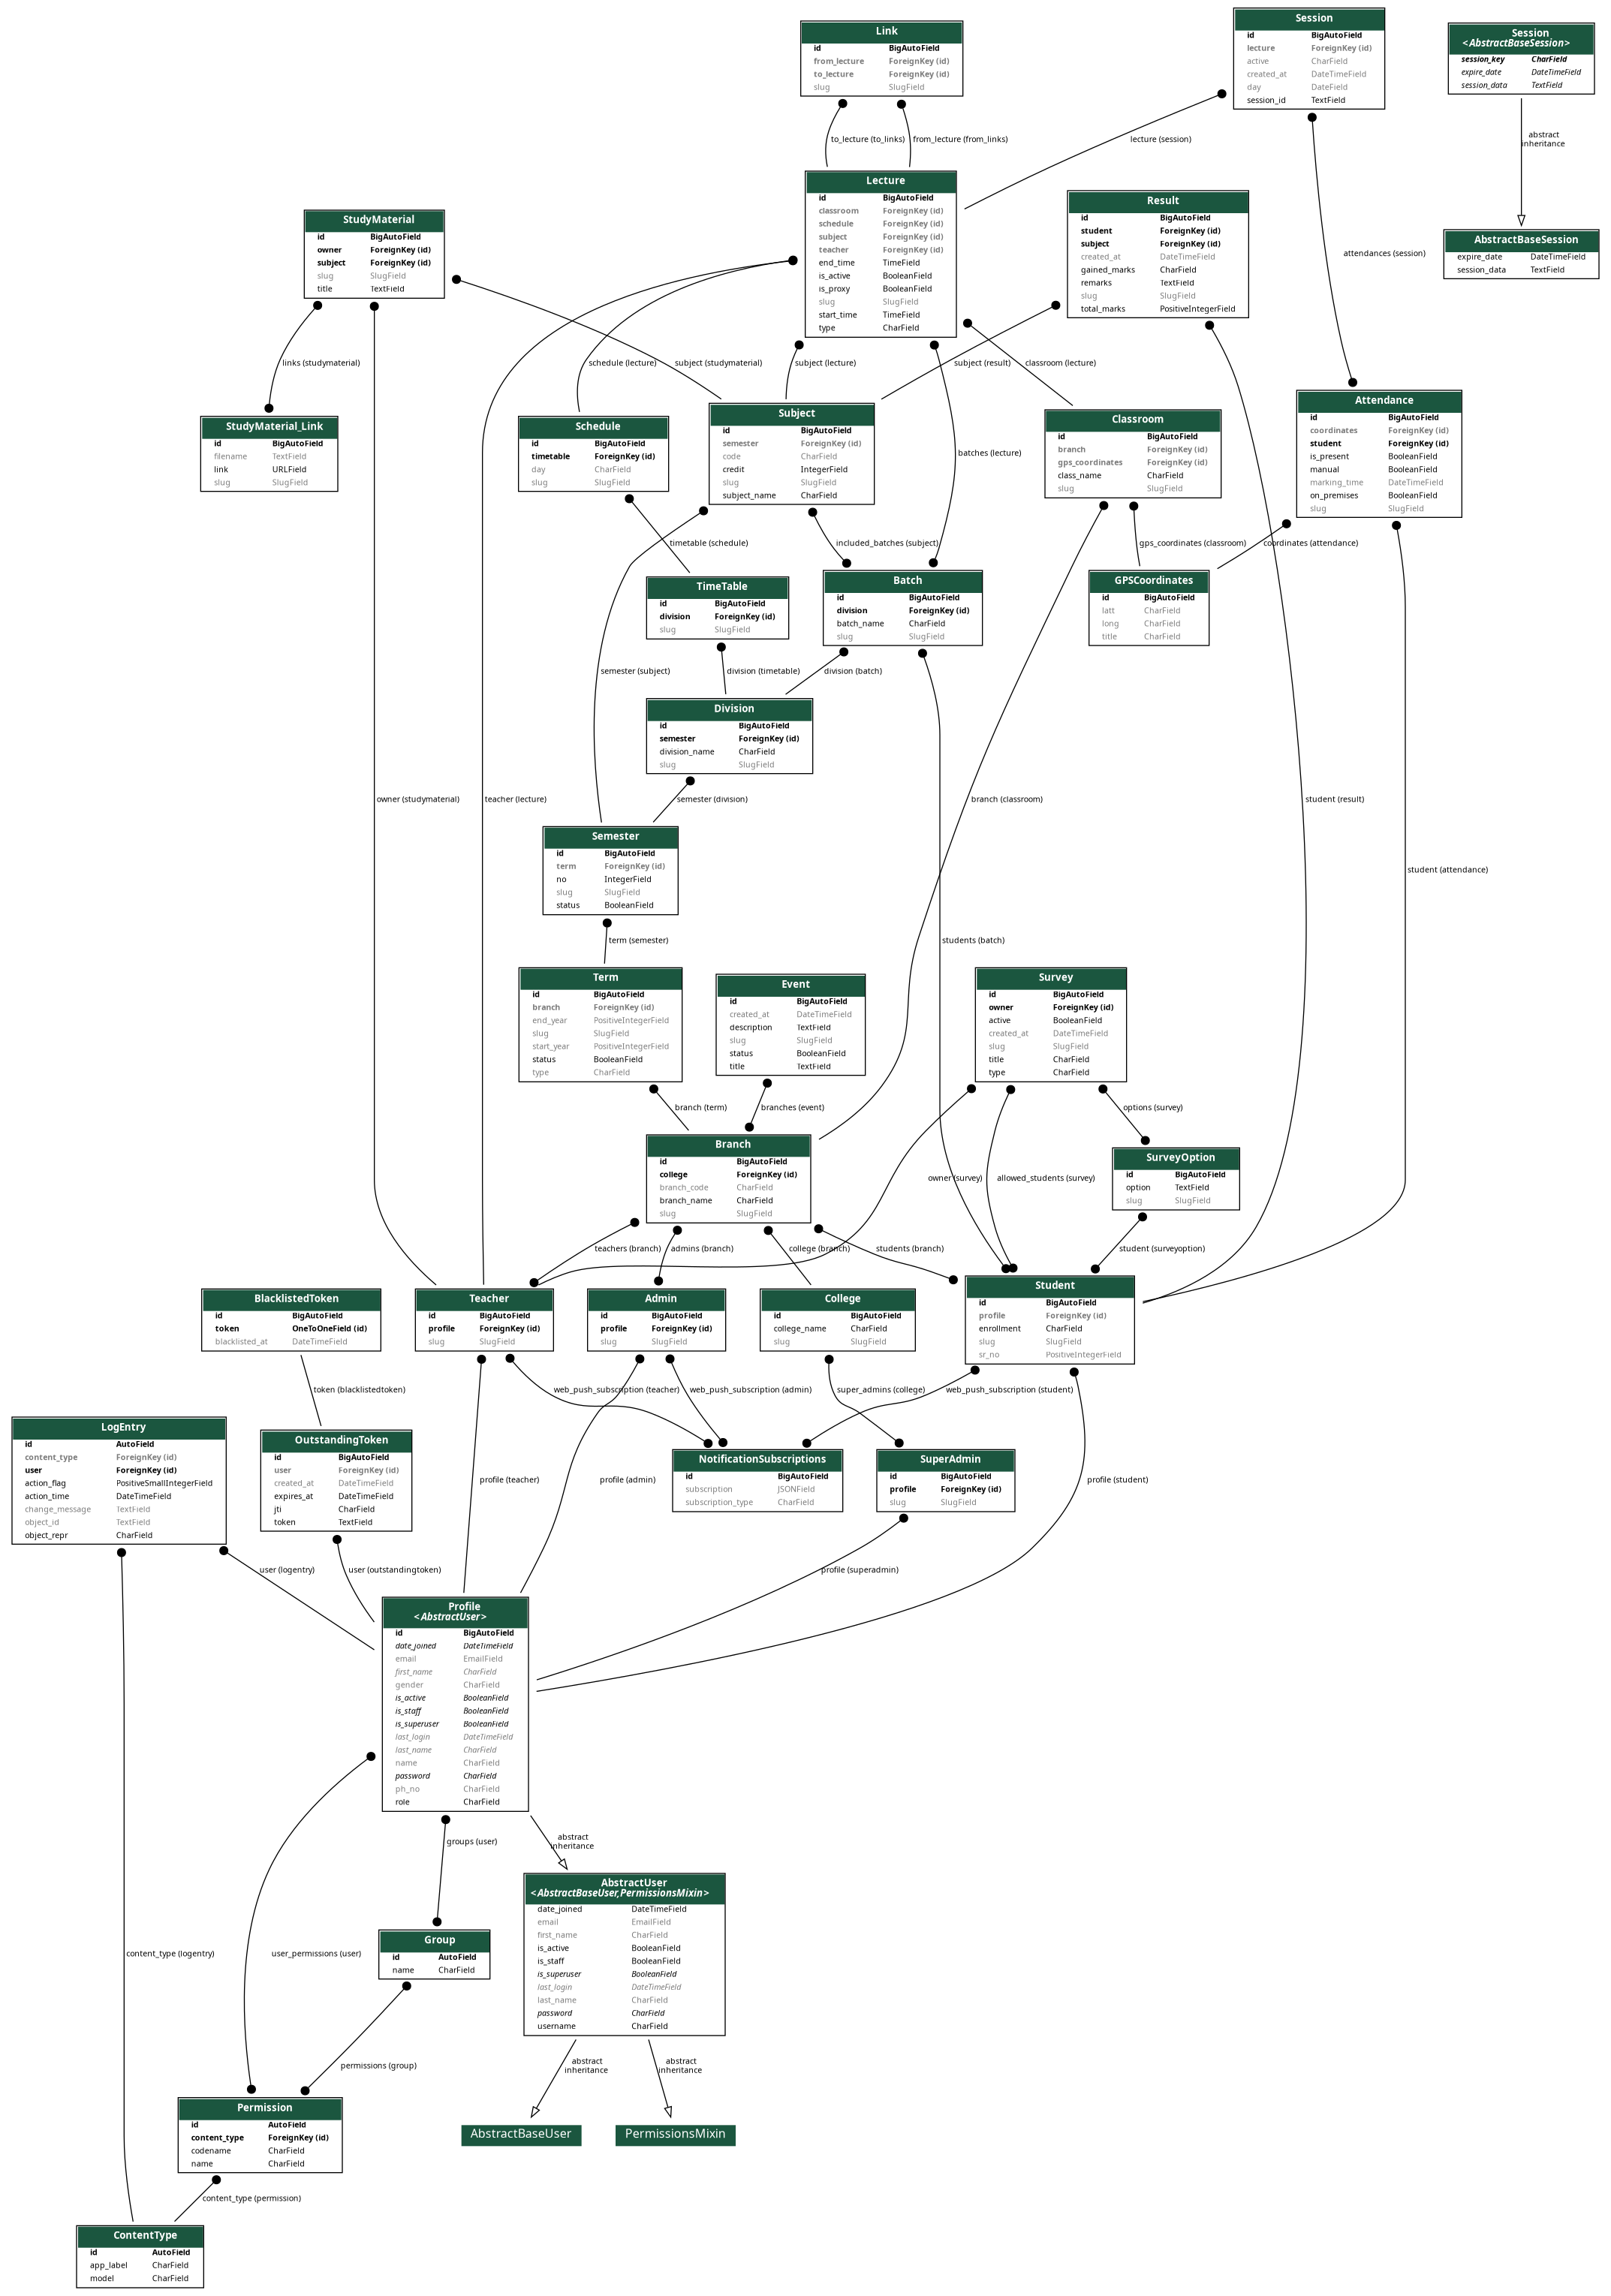 Link
id BigAutoField
from_lecture ForeignKey (id)
to_lecture ForeignKey (id)
slug SlugField
Session
id BigAutoField
lecture ForeignKey (id)
active CharField
created_at DateTimeField
day DateField
session_id TextField
Session
<AbstractBaseSession>
session_key CharField
expire_date DateTimeField
session_data TextField
to_lecture (to_links)
from_lecture (from_links)
lecture (session)
abstract
inheritance
Lecture
id BigAutoField
classroom ForeignKey (id)
schedule ForeignKey (id)
subject ForeignKey (id)
teacher ForeignKey (id)
end_time TimeField
is_active BooleanField
is_proxy BooleanField
slug SlugField
start_time TimeField
type CharField
Result
id BigAutoField
student ForeignKey (id)
subject ForeignKey (id)
created_at DateTimeField
gained_marks CharField
remarks TextField
slug SlugField
total_marks PositiveIntegerField
StudyMaterial
id BigAutoField
owner ForeignKey (id)
subject ForeignKey (id)
slug SlugField
title TextField
attendances (session)
AbstractBaseSession
expire_date DateTimeField
session_data TextField
links (studymaterial)
schedule (lecture)
subject (studymaterial)
subject (lecture)
subject (result)
classroom (lecture)
StudyMaterial_Link
id BigAutoField
filename TextField
link URLField
slug SlugField
Schedule
id BigAutoField
timetable ForeignKey (id)
day CharField
slug SlugField
Subject
id BigAutoField
semester ForeignKey (id)
code CharField
credit IntegerField
slug SlugField
subject_name CharField
batches (lecture)
Classroom
id BigAutoField
branch ForeignKey (id)
gps_coordinates ForeignKey (id)
class_name CharField
slug SlugField
Attendance
id BigAutoField
coordinates ForeignKey (id)
student ForeignKey (id)
is_present BooleanField
manual BooleanField
marking_time DateTimeField
on_premises BooleanField
slug SlugField
timetable (schedule)
included_batches (subject)
gps_coordinates (classroom)
coordinates (attendance)
TimeTable
id BigAutoField
division ForeignKey (id)
slug SlugField
Batch
id BigAutoField
division ForeignKey (id)
batch_name CharField
slug SlugField
GPSCoordinates
id BigAutoField
latt CharField
long CharField
title CharField
semester (subject)
division (timetable)
division (batch)
Division
id BigAutoField
semester ForeignKey (id)
division_name CharField
slug SlugField
owner (studymaterial)
teacher (lecture)
semester (division)
branch (classroom)
student (result)
Semester
id BigAutoField
term ForeignKey (id)
no IntegerField
slug SlugField
status BooleanField
student (attendance)
term (semester)
students (batch)
Term
id BigAutoField
branch ForeignKey (id)
end_year PositiveIntegerField
slug SlugField
start_year PositiveIntegerField
status BooleanField
type CharField
Event
id BigAutoField
created_at DateTimeField
description TextField
slug SlugField
status BooleanField
title TextField
Survey
id BigAutoField
owner ForeignKey (id)
active BooleanField
created_at DateTimeField
slug SlugField
title CharField
type CharField
branch (term)
branches (event)
options (survey)
Branch
id BigAutoField
college ForeignKey (id)
branch_code CharField
branch_name CharField
slug SlugField
owner (survey)
allowed_students (survey)
SurveyOption
id BigAutoField
option TextField
slug SlugField
teachers (branch)
admins (branch)
college (branch)
students (branch)
student (surveyoption)
BlacklistedToken
id BigAutoField
token OneToOneField (id)
blacklisted_at DateTimeField
Teacher
id BigAutoField
profile ForeignKey (id)
slug SlugField
Admin
id BigAutoField
profile ForeignKey (id)
slug SlugField
College
id BigAutoField
college_name CharField
slug SlugField
Student
id BigAutoField
profile ForeignKey (id)
enrollment CharField
slug SlugField
sr_no PositiveIntegerField
token (blacklistedtoken)
web_push_subscription (teacher)
web_push_subscription (admin)
super_admins (college)
web_push_subscription (student)
LogEntry
id AutoField
content_type ForeignKey (id)
user ForeignKey (id)
action_flag PositiveSmallIntegerField
action_time DateTimeField
change_message TextField
object_id TextField
object_repr CharField
OutstandingToken
id BigAutoField
user ForeignKey (id)
created_at DateTimeField
expires_at DateTimeField
jti CharField
token TextField
profile (teacher)
profile (admin)
NotificationSubscriptions
id BigAutoField
subscription JSONField
subscription_type CharField
SuperAdmin
id BigAutoField
profile ForeignKey (id)
slug SlugField
profile (student)
user (logentry)
user (outstandingtoken)
profile (superadmin)
Profile
<AbstractUser>
id BigAutoField
date_joined DateTimeField
email EmailField
first_name CharField
gender CharField
is_active BooleanField
is_staff BooleanField
is_superuser BooleanField
last_login DateTimeField
last_name CharField
name CharField
password CharField
ph_no CharField
role CharField
groups (user)
abstract
inheritance
AbstractUser
<AbstractBaseUser,PermissionsMixin>
date_joined DateTimeField
email EmailField
first_name CharField
is_active BooleanField
is_staff BooleanField
is_superuser BooleanField
last_login DateTimeField
last_name CharField
password CharField
username CharField
content_type (logentry)
user_permissions (user)
Group
id AutoField
name CharField
permissions (group)
abstract
inheritance
abstract
inheritance
Permission
id AutoField
content_type ForeignKey (id)
codename CharField
name CharField
AbstractBaseUser
PermissionsMixin
content_type (permission)
ContentType
id AutoField
app_label CharField
model CharField